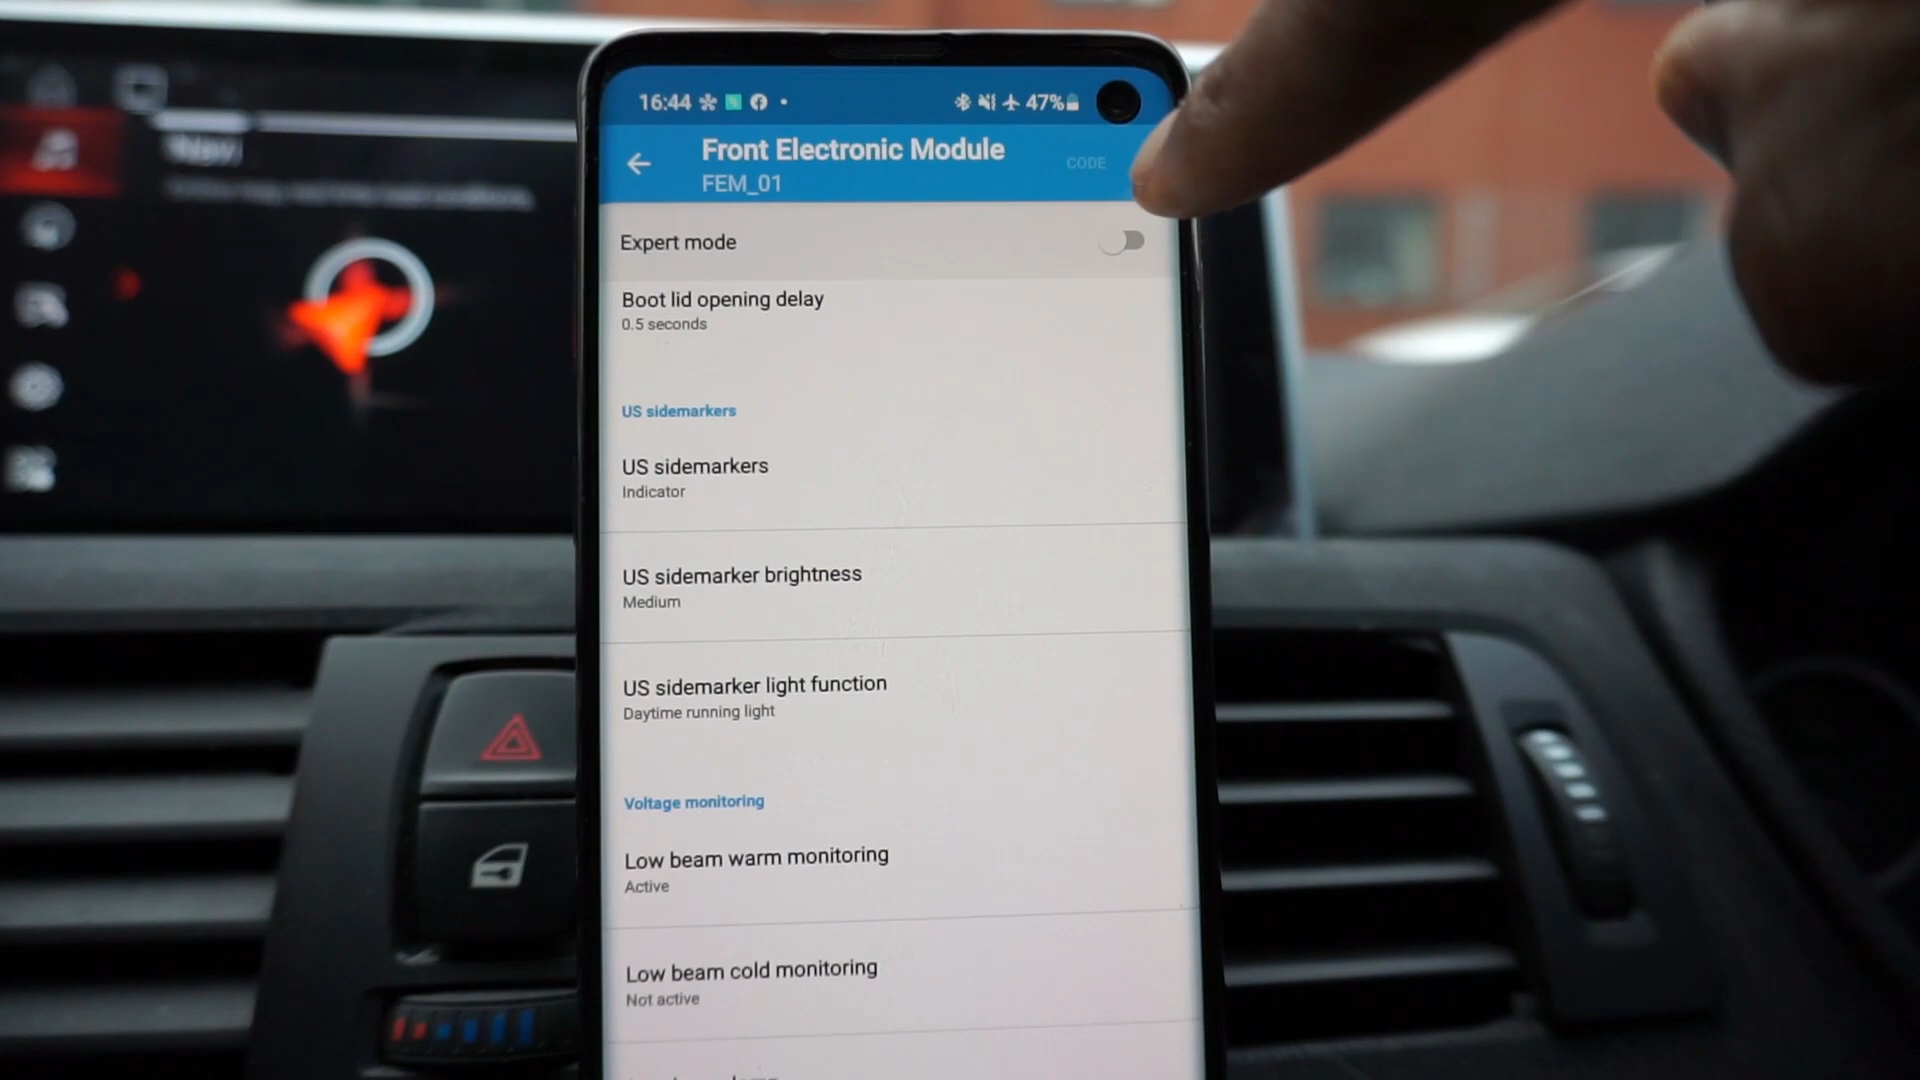 16:44
47%
Front Electronic Module
CODE
FEM_01
Expert mode
Boot lid opening delay
0.5 seconds
US sidemarkers
US sidemarkers
Indicator
US sidemarker brightness
Medium
US sidemarker light function
Daytime running light
Voltage monitoring
Low beam warm monitoring
Active
Low beam cold monitoring
Not active